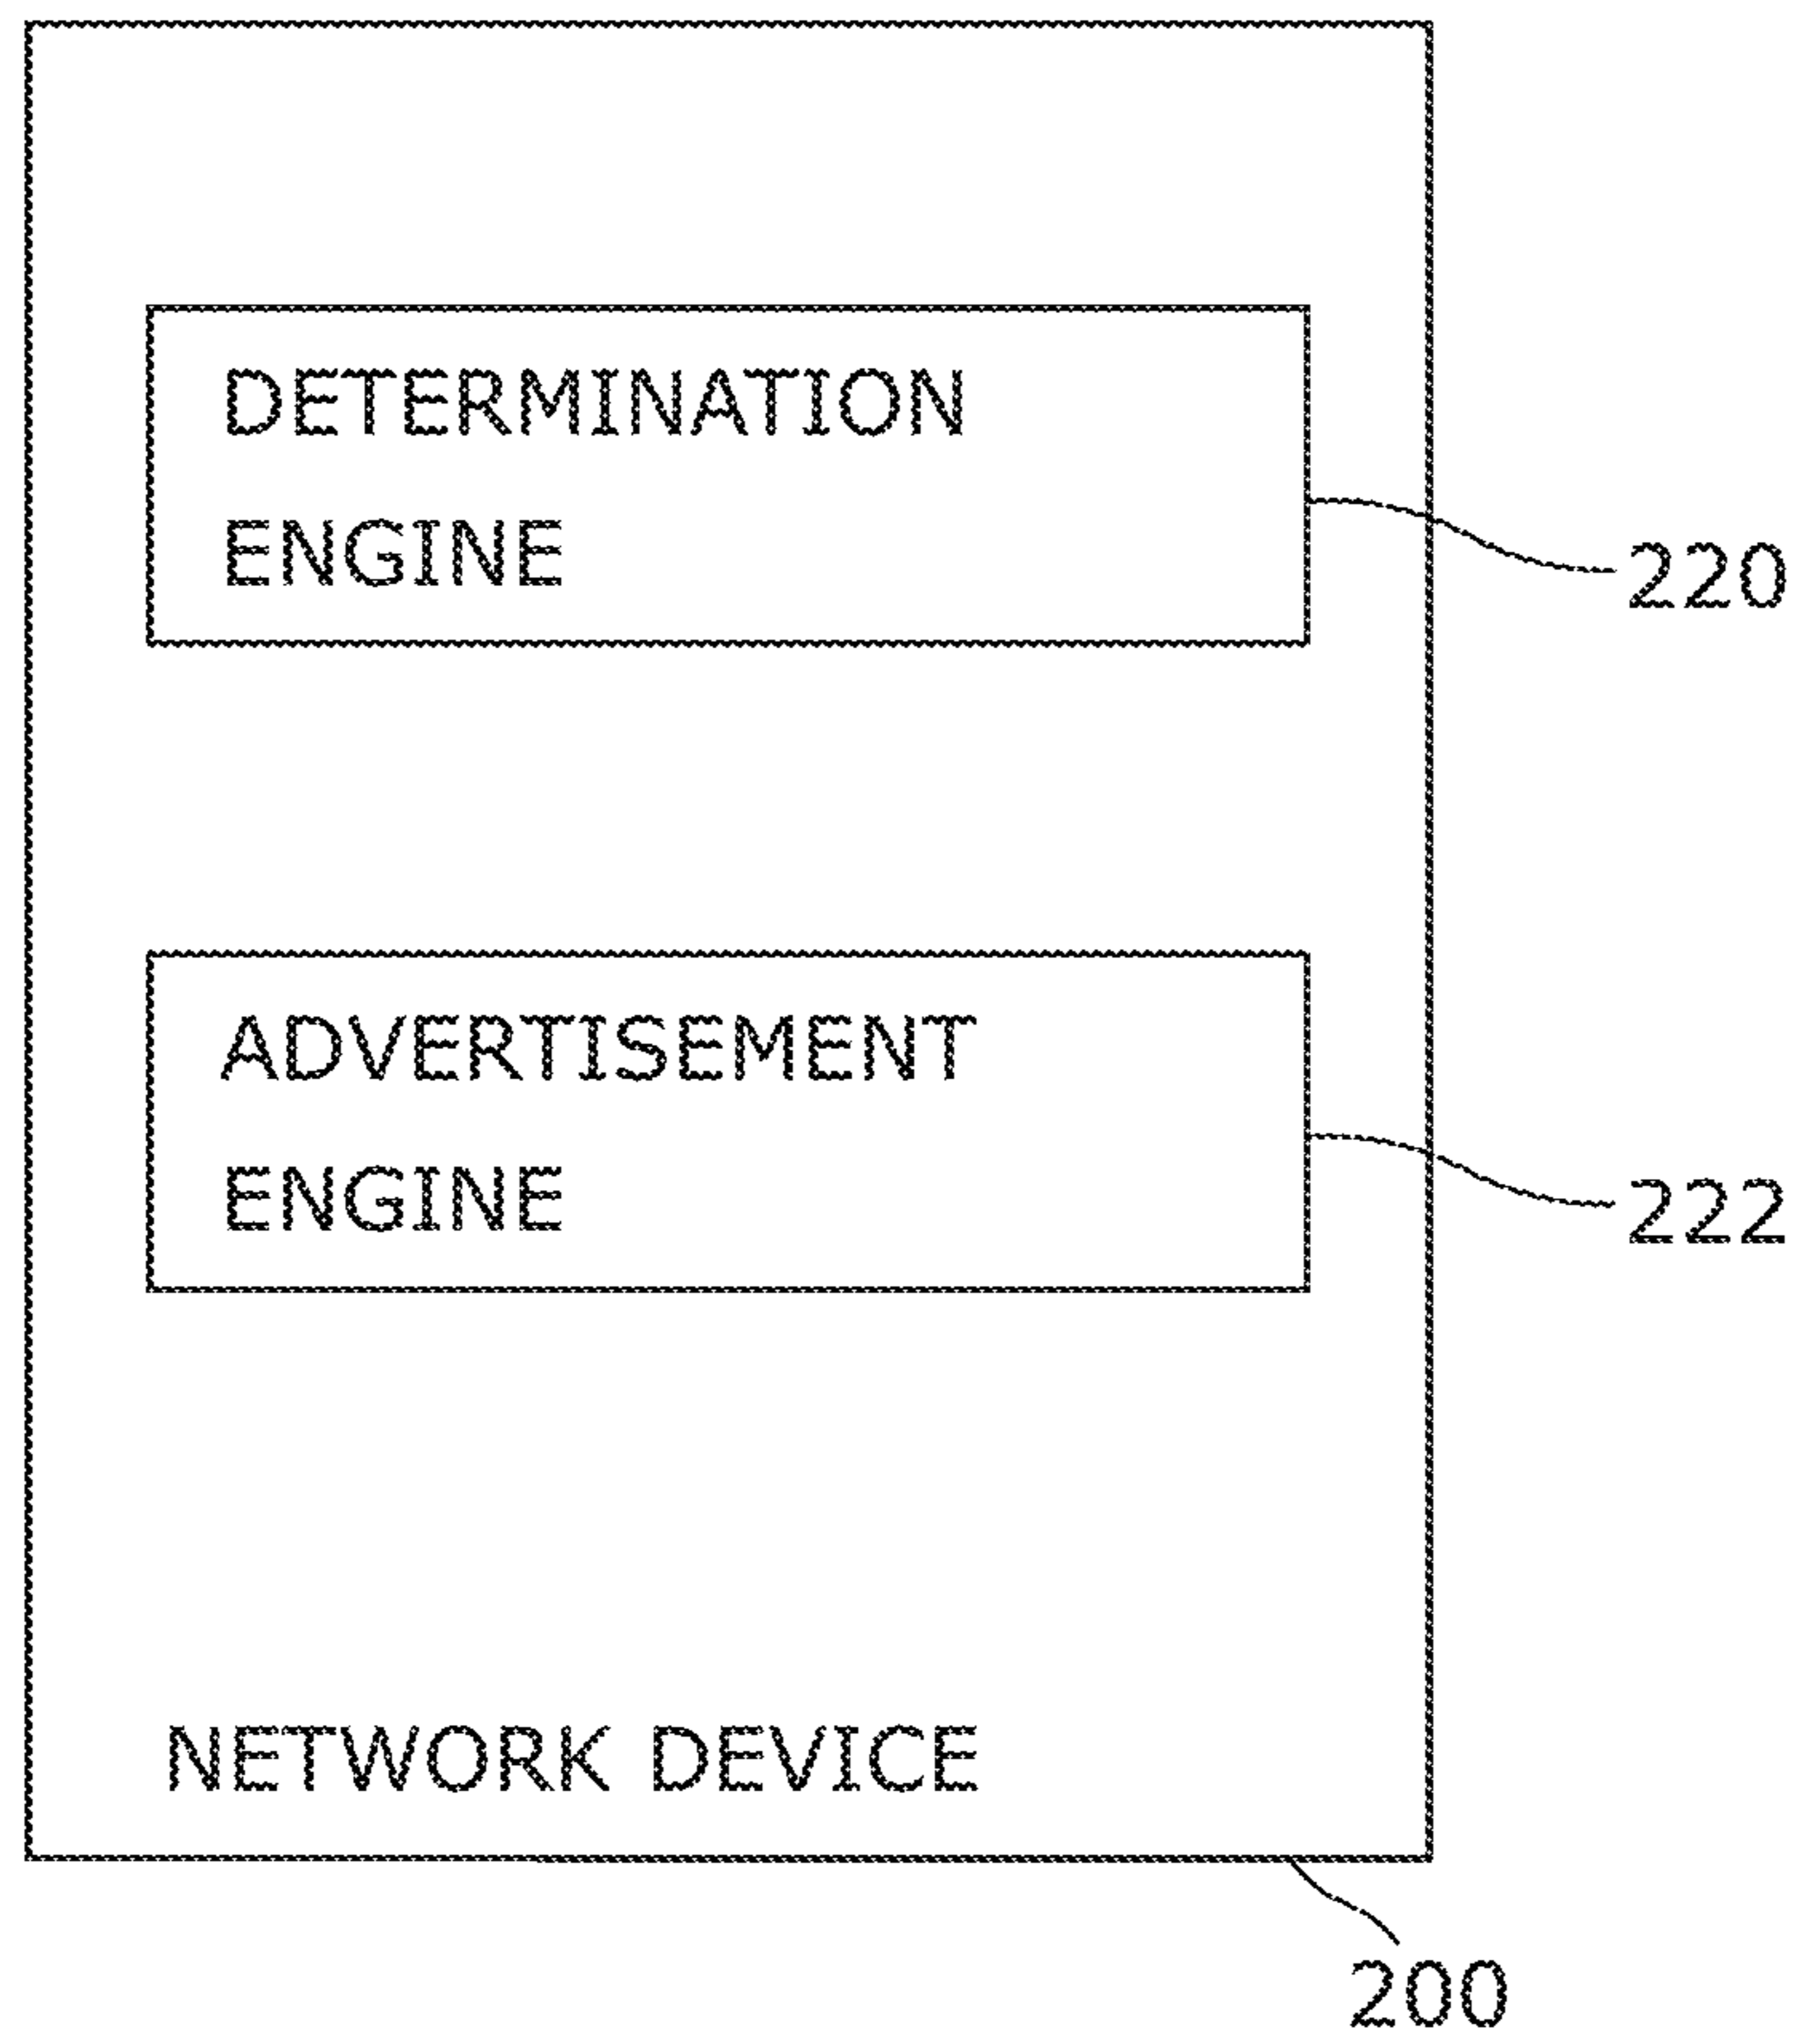 DETERMINATION
ENGINE
220
ADVERTISEMENT
ENGINE
222
NETWORK DEVICE
200